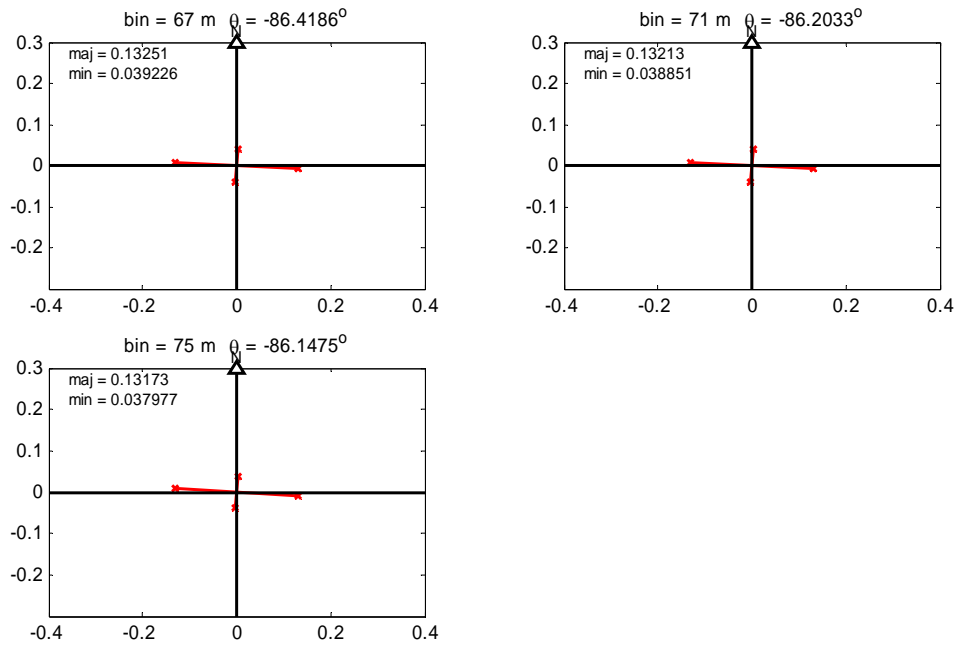 bin = 67 m θ = -86.4186o
N
maj = 0.13251
min = 0.039226
0.3
0.2
0.1
0
-0.1
-0.2
-0.4 -0.2 0 0.2 0.4
bin = 71 m θ = -86.2033o
N
maj = 0.13213
min = 0.038851
0.3
0.2
0.1
0
-0.1
-0.2
-0.4 -0.2 0 0.2 0.4
bin = 75 m θ = -86.1475o
N
maj = 0.13173
min = 0.037977
0.3
0.2
0.1
0
-0.1
-0.2
-0.4 -0.2 0 0.2 0.4